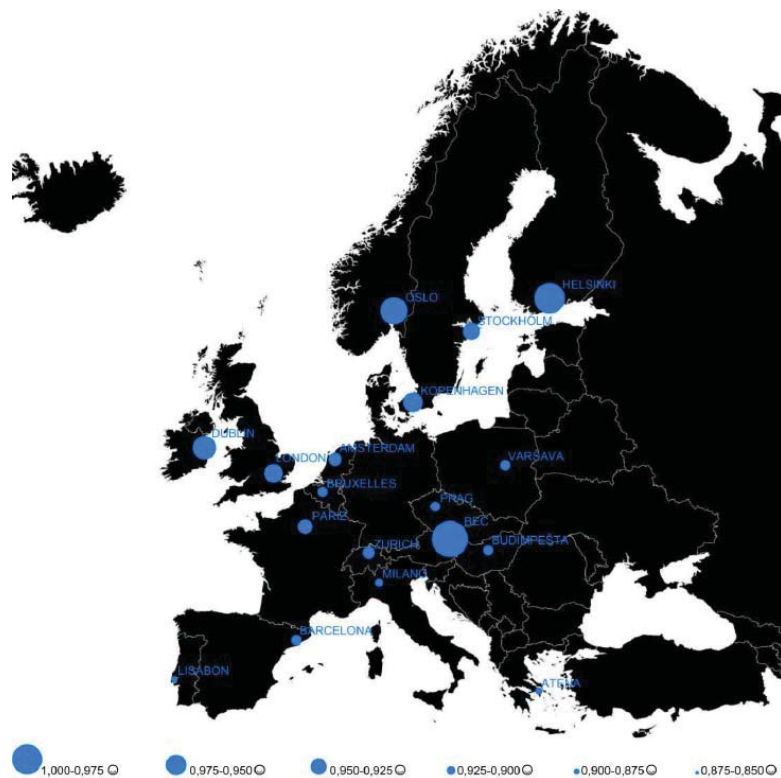 HELSINKI
OSLO
STOCKHOLM
KOPENHAGEN
DUBLIN
AMSTERDAM
LONDON
VARŠAVA
BRUXELLES
PRAG
PARIZ
BEČ
BUDIMPEŠTA
ZURICH
MILANO
BARCELONA
LISABON
ATENA
1,000-0,975 0,975-0,950 0,950-0,925 0,925-0,900 0,900-0,875 0,875-0,850